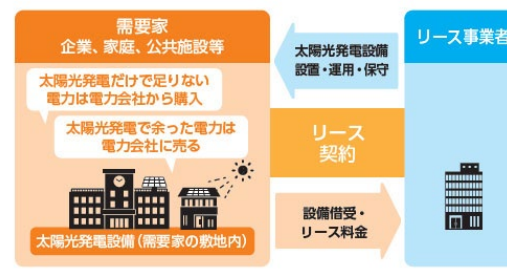 需要家
企業、家庭、公共施設等
太陽光発電だけで足りない
電力は電力会社から購入
太陽光発電で余った電力は
電力会社に売る
太陽光発電設備(需要家の敷地内)
太陽光発電設備
設置・運用・保守
リース
契約
設備借受・
リース料金
リース事業者